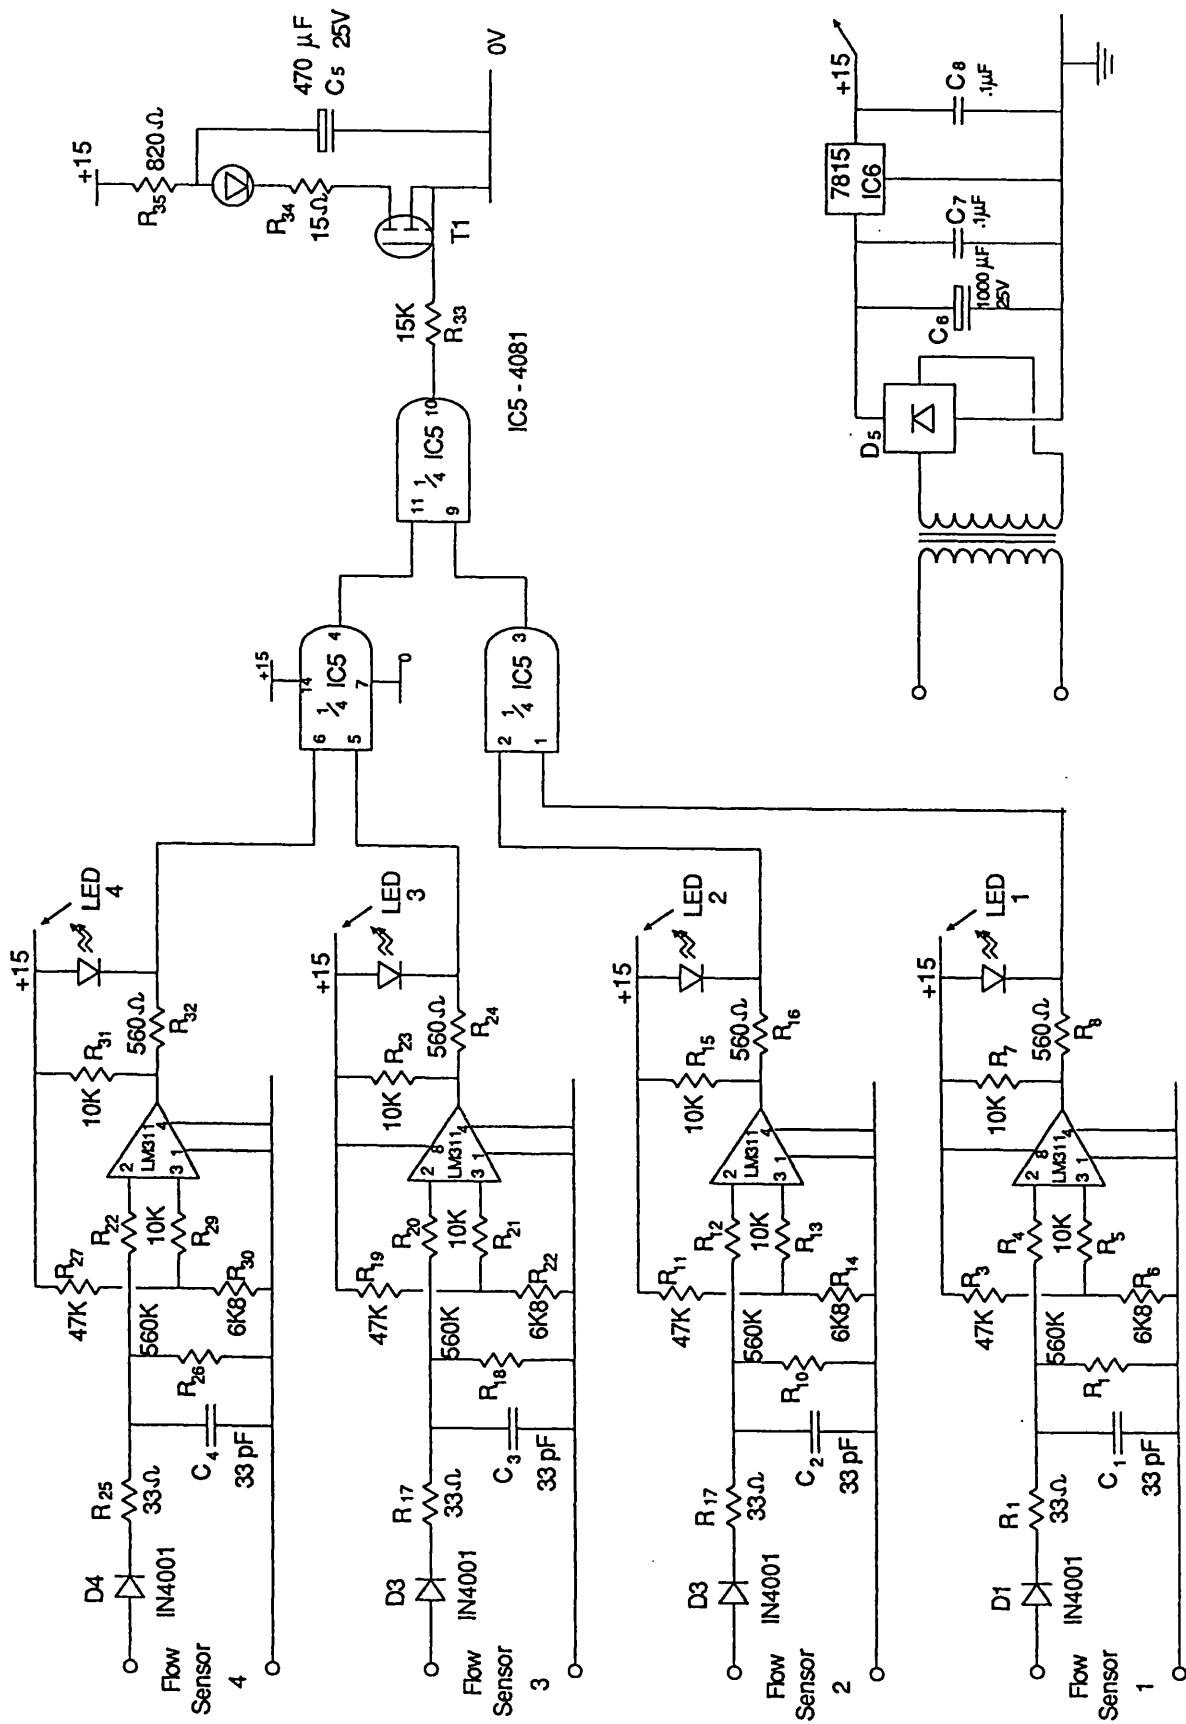 Flow
Sensor
4
D4
IN4001
R25
33Ω
C4
33 pF
R26
560K
47K
R27
R22
10K
R29
6K8
R30
2
3
LM311
1
4
10K
R31
560Ω
R32
+15
LED
4
Flow
Sensor
3
D3
IN4001
R17
33Ω
C3
33 pF
R18
560K
47K
R19
R20
10K
R21
6K8
R22
2
8
3
LM311
1
4
10K
R23
560Ω
R24
+15
LED
3
Flow
Sensor
2
D3
IN4001
R17
33Ω
C2
33 pF
R10
560K
47K
R11
R12
10K
R13
6K8
R14
2
3
LM311
1
4
10K
R15
560Ω
R16
+15
LED
2
Flow
Sensor
1
D1
IN4001
R1
33Ω
C1
33 pF
R1
560K
47K
R3
R4
10K
R5
6K8
R6
2
8
3
LM311
1
4
10K
R7
560Ω
R8
+15
LED
1
6
5
1/4 IC5
+15
14
7
0
4
2
1
1/4 IC5
3
11
9
1/4 IC5
10
IC5 - 4081
15K
R33
T1
+15
R35
820Ω
R34
15Ω
470 µF
C5 25V
0V
D5
C6
1000 µF
25V
C7
.1µF
7815
IC6
+15
C8
.1µF